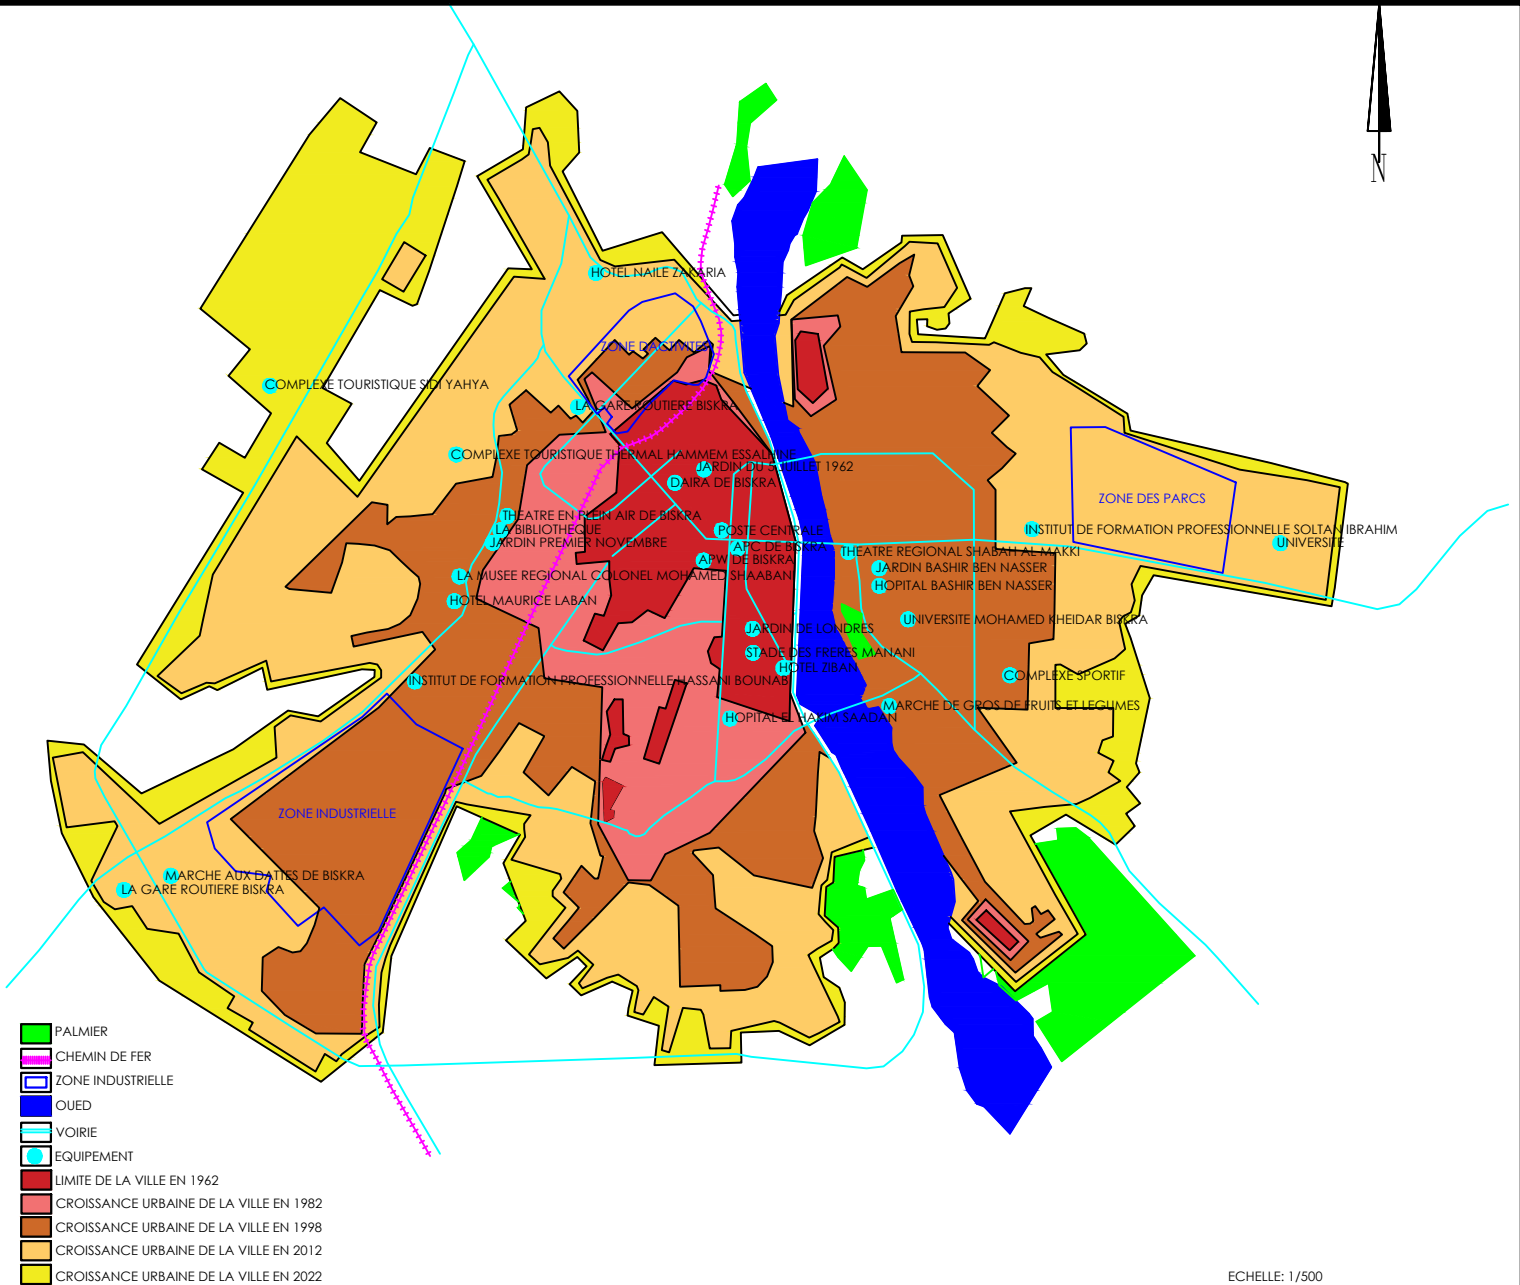 N
HOTEL NAILE ZAKARIA
ZONE D'ACTIVITES
COMPLEXE TOURISTIQUE SIDI YAHYA
LA GARE ROUTIERE BISKRA
COMPLEXE TOURISTIQUE THERMAL HAMMEM ESSALHINE
JARDIN DU 5 JUILLET 1962
DAIRA DE BISKRA
ZONE DES PARCS
THEATRE EN PLEIN AIR DE BISKRA
LA BIBLIOTHEQUE
POSTE CENTRALE
INSTITUT DE FORMATION PROFESSIONNELLE SOLTAN IBRAHIM
JARDIN PREMIER NOVEMBRE
APC DE BISKRA
UNIVERSITE
THEATRE REGIONAL SHABAH AL MAKKI
APW DE BISKRA
JARDIN BASHIR BEN NASSER
LA MUSEE REGIONAL COLONEL MOHAMED SHAABANI
HOPITAL BASHIR BEN NASSER
HOTEL MAURICE LABAN
UNIVERSITE MOHAMED KHEIDAR BISKRA
JARDIN DE LONDRES
STADE DES FRERES MANANI
HOTEL ZIBAN
COMPLEXE SPORTIF
INSTITUT DE FORMATION PROFESSIONNELLE HASSANI BOUNAB
MARCHE DE GROS DE FRUITS ET LEGUMES
HOPITAL EL HAKIM SAADAN
ZONE INDUSTRIELLE
MARCHE AUX DATTES DE BISKRA
LA GARE ROUTIERE BISKRA
PALMIER
CHEMIN DE FER
ZONE INDUSTRIELLE
OUED
VOIRIE
EQUIPEMENT
LIMITE DE LA VILLE EN 1962
CROISSANCE URBAINE DE LA VILLE EN 1982
CROISSANCE URBAINE DE LA VILLE EN 1998
CROISSANCE URBAINE DE LA VILLE EN 2012
CROISSANCE URBAINE DE LA VILLE EN 2022
ECHELLE: 1/500